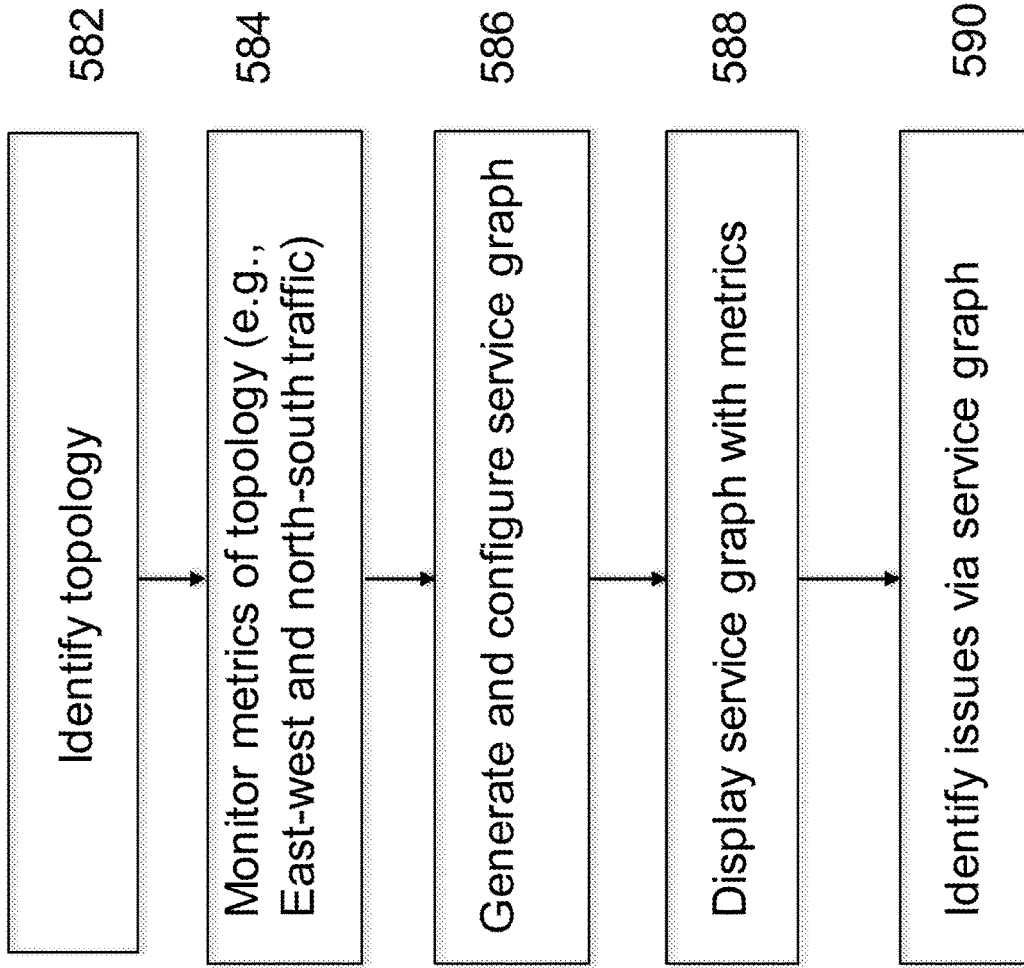 Identify topology
582
Monitor metrics of topology (e.g.,
East-west and north-south traffic)
584
Generate and configure service graph
586
Display service graph with metrics
588
Identify issues via service graph
590